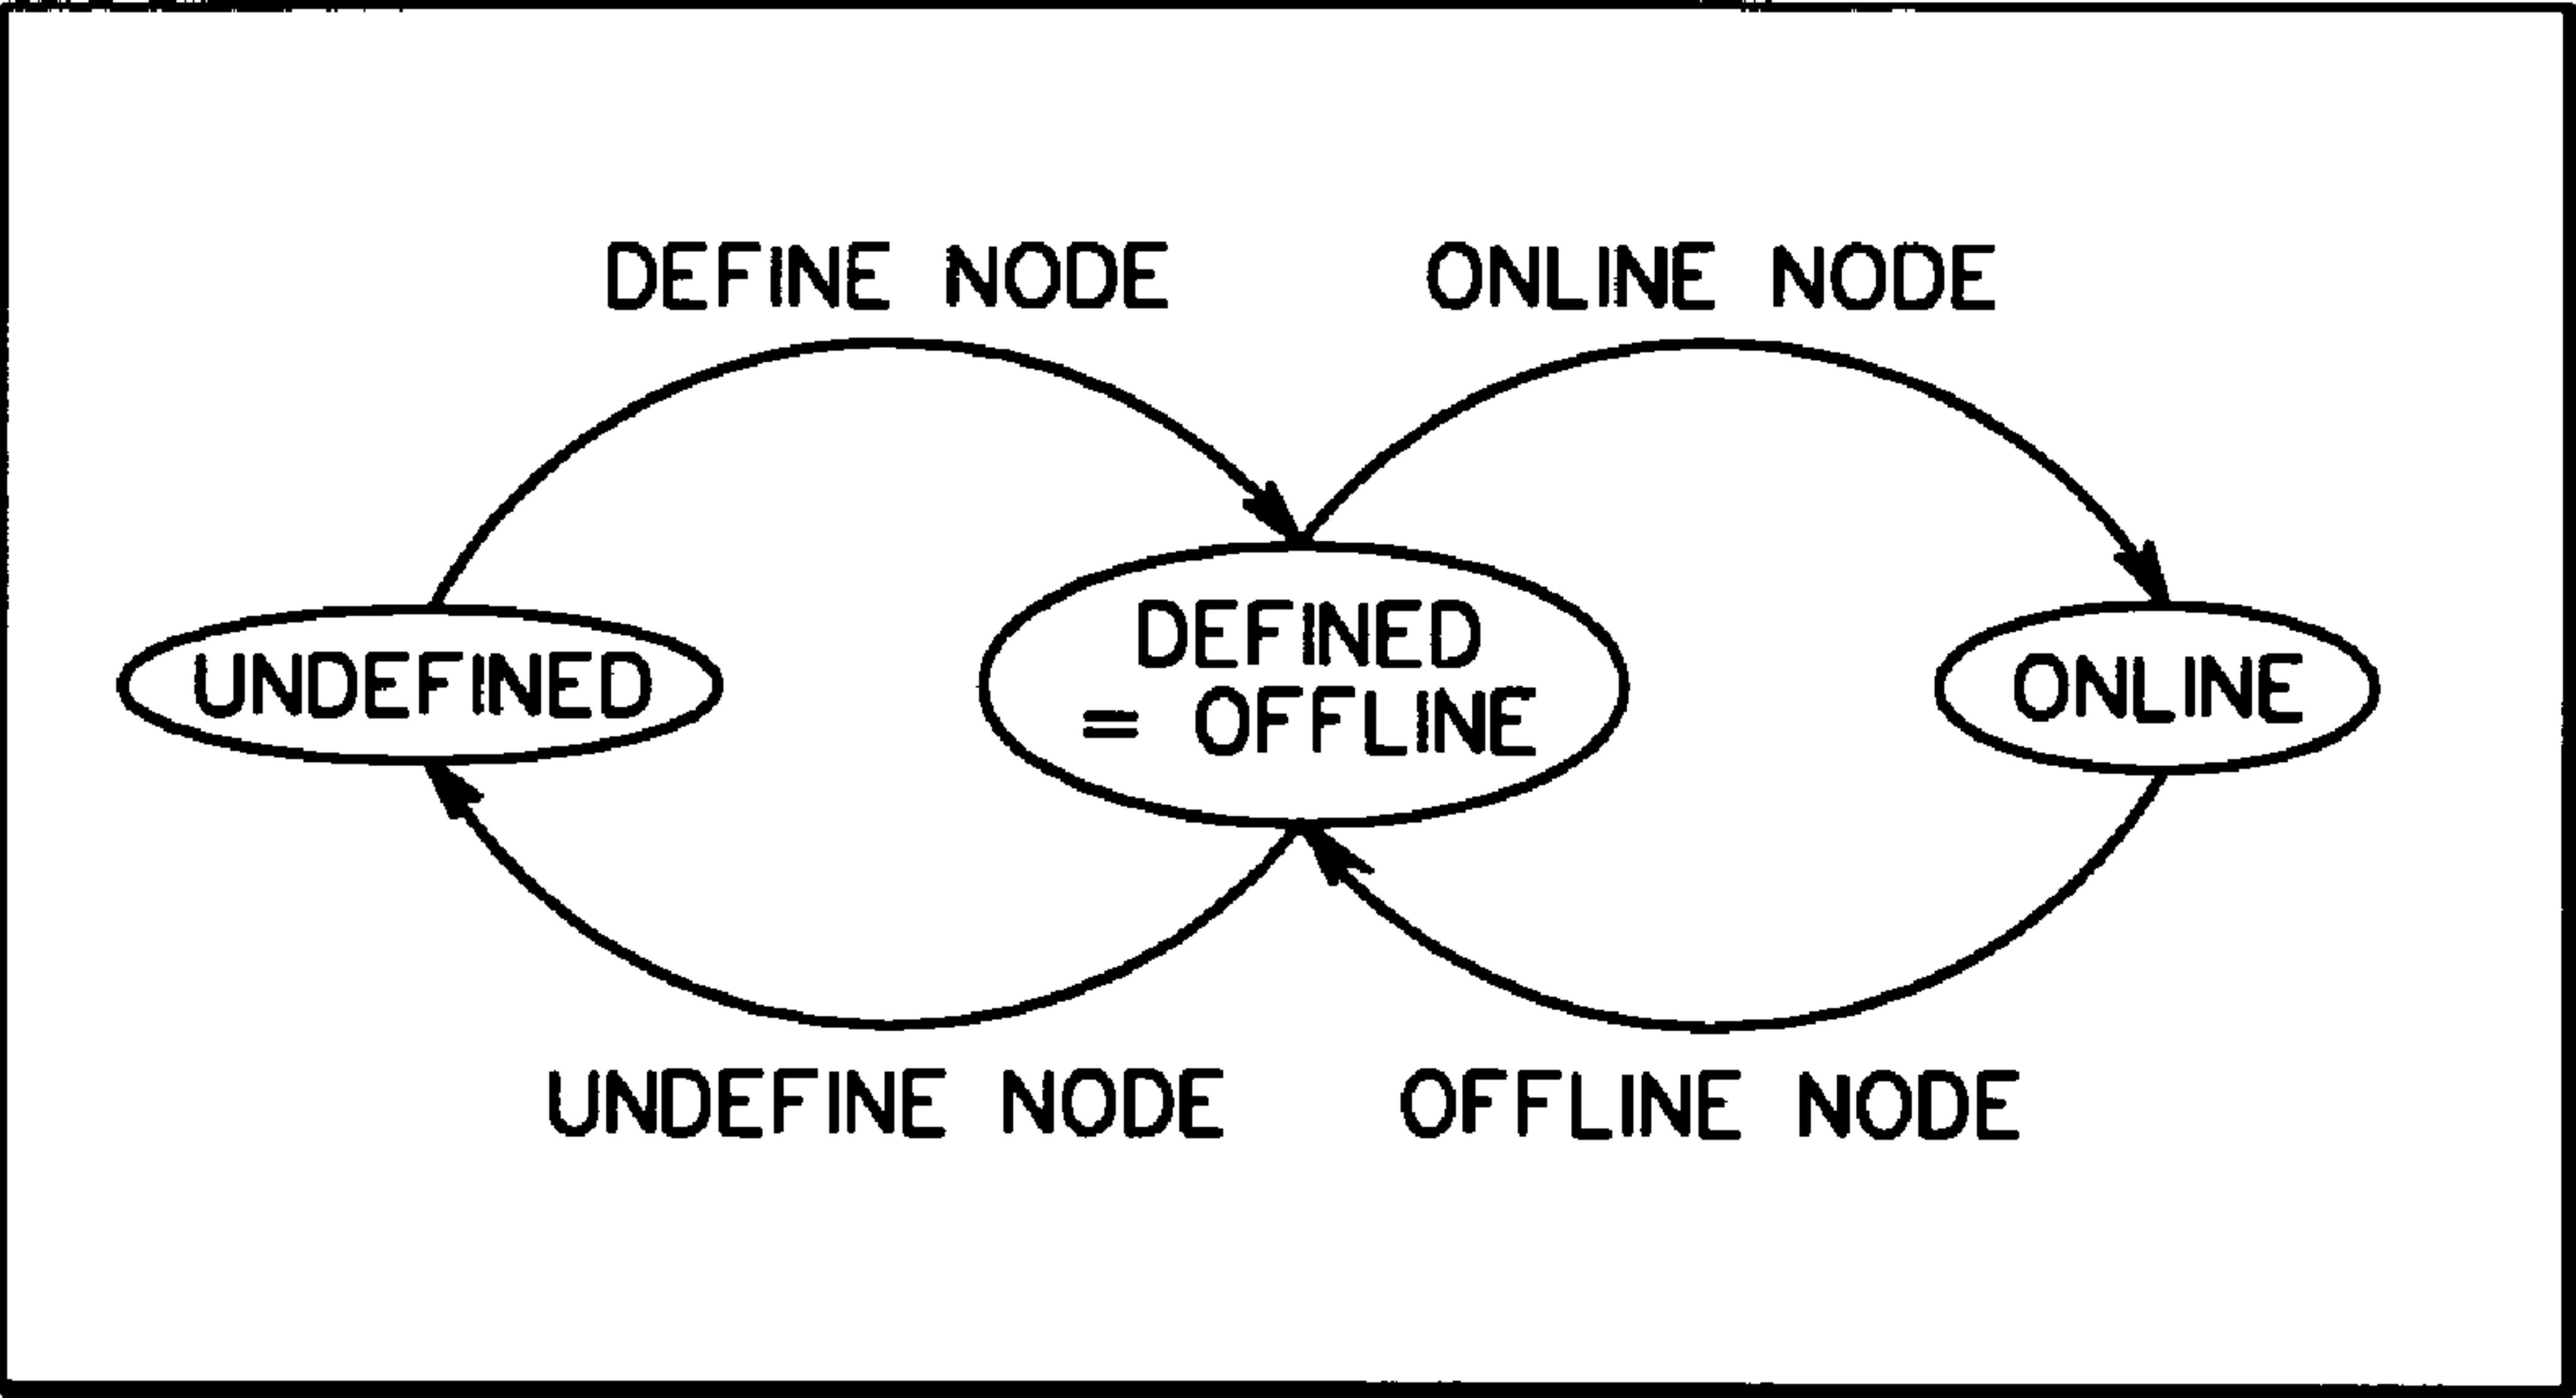 DEFINE NODE
ONLINE NODE
UNDEFINED
DEFINED
= OFFLINE
ONLINE
UNDEFINE NODE
OFFLINE NODE